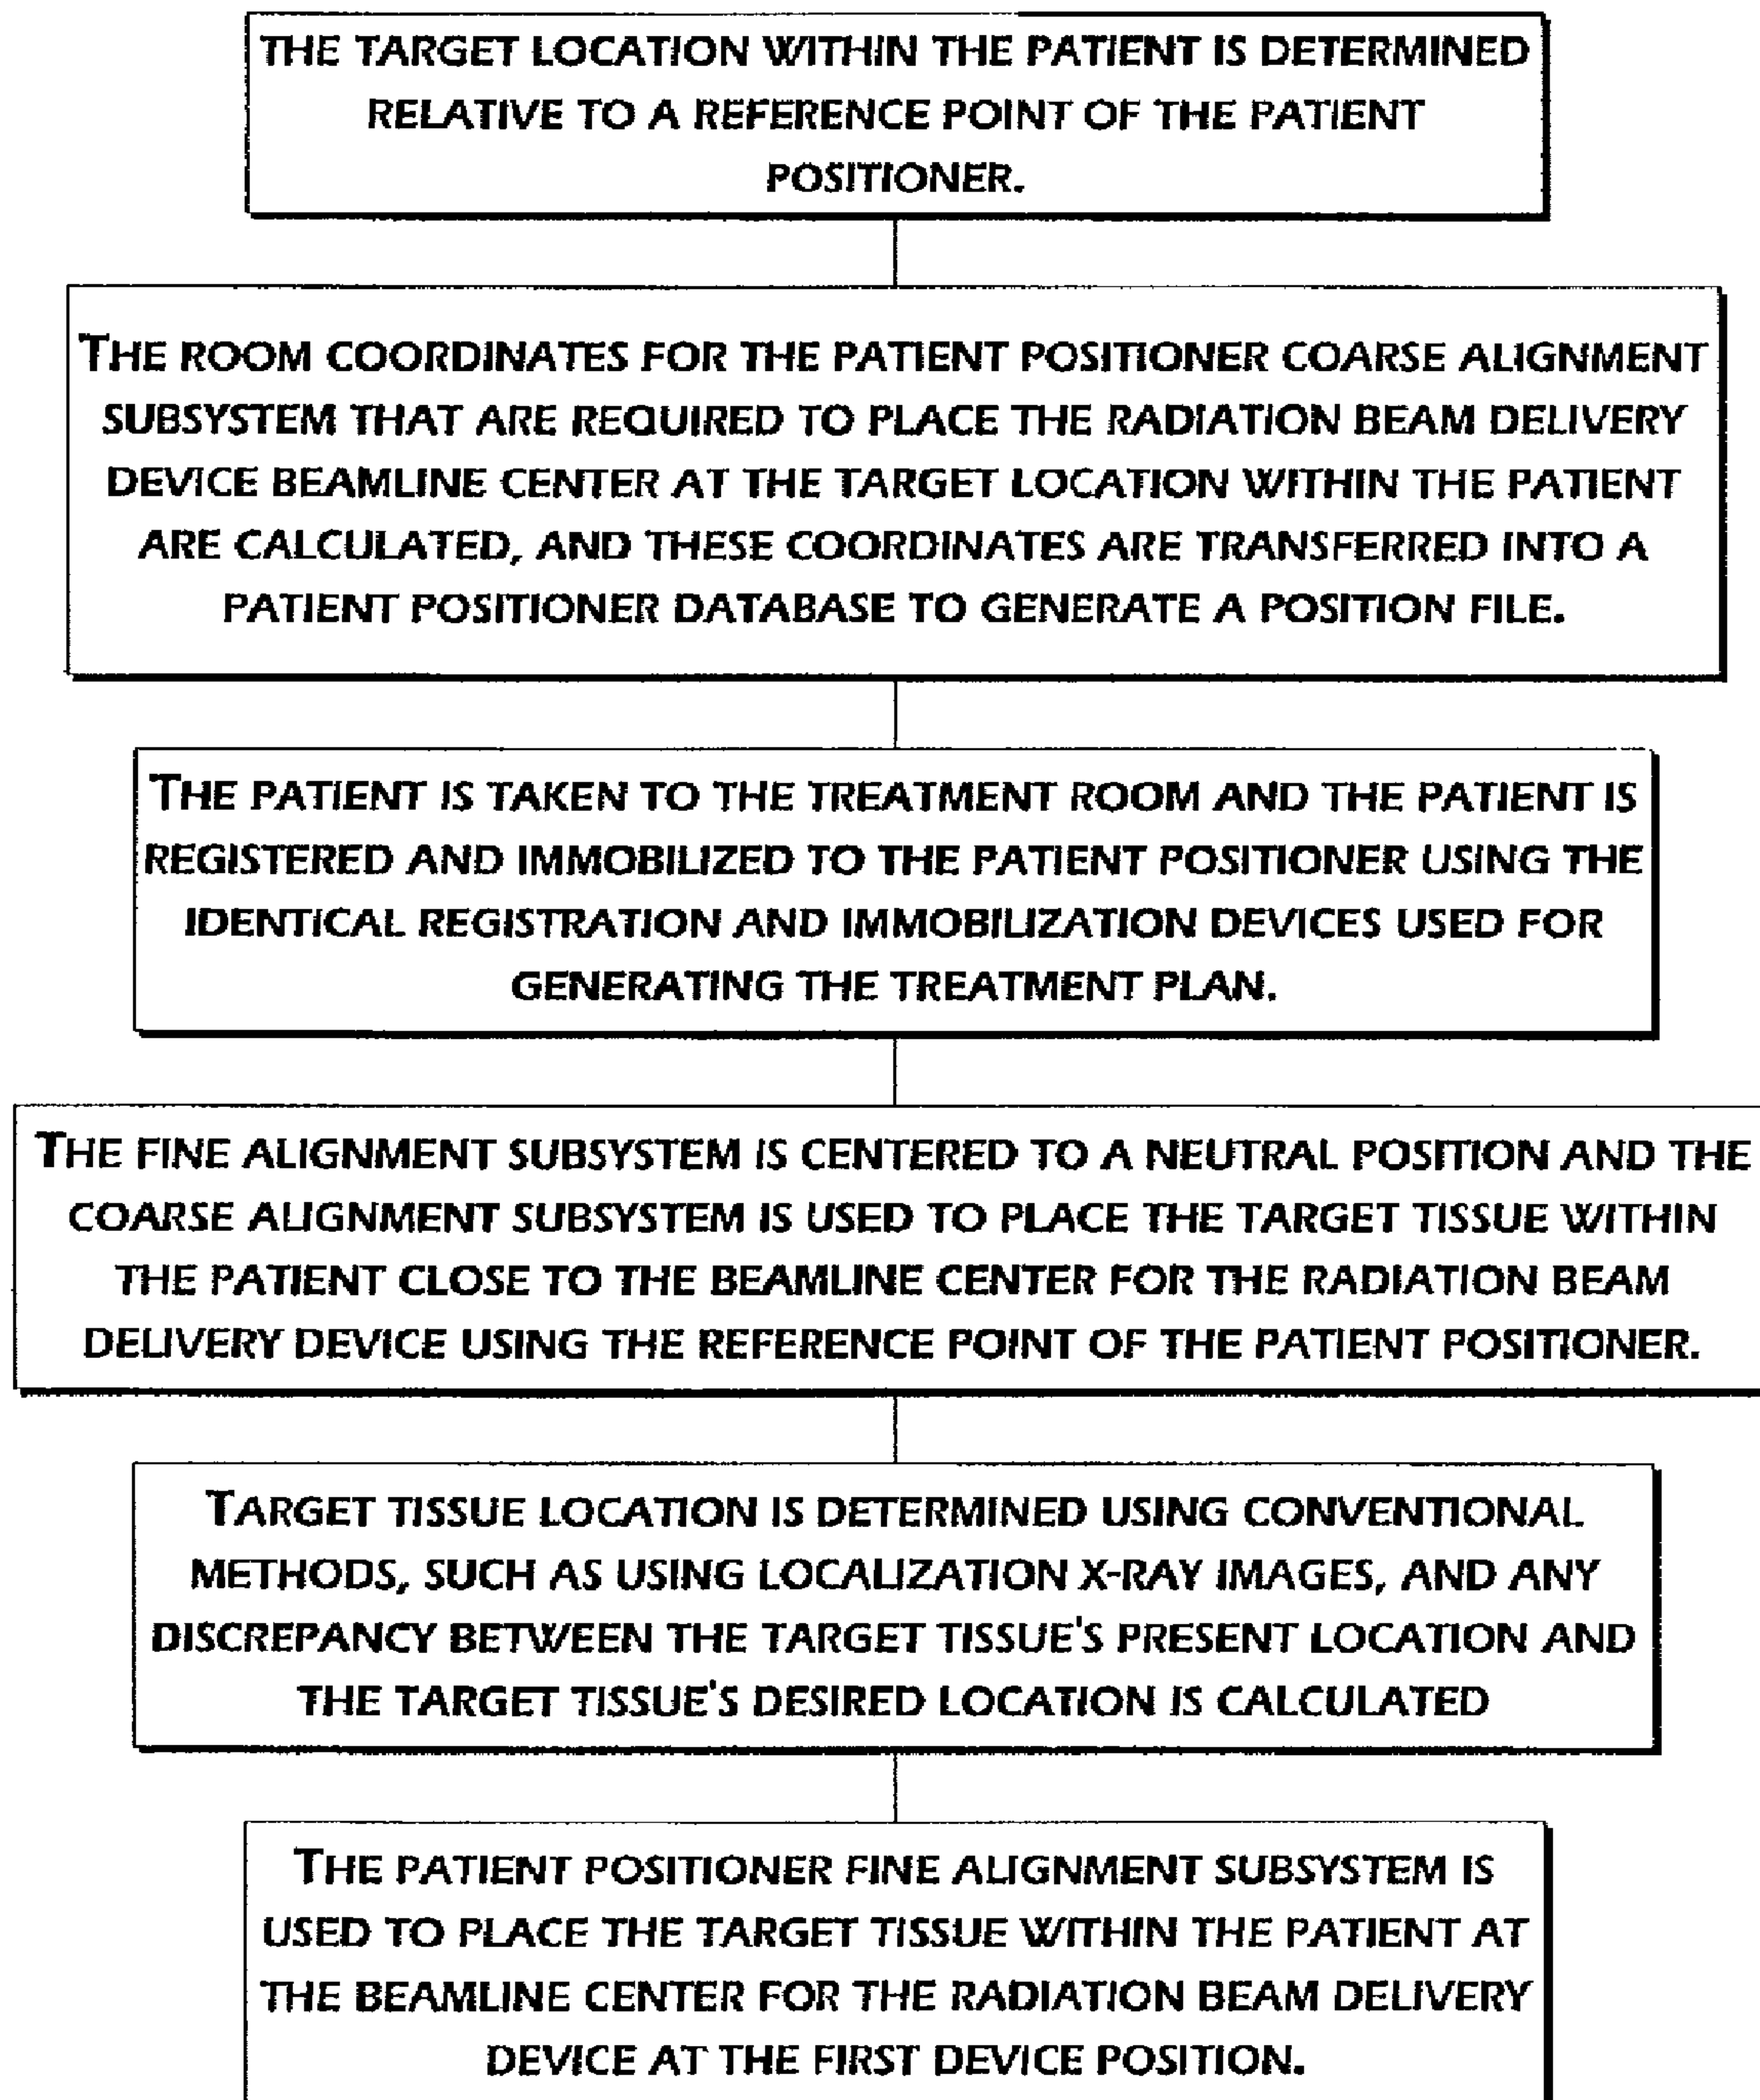 THE TARGET LOCATION WITHIN THE PATIENT IS DETERMINED
RELATIVE TO A REFERENCE POINT OF THE PATIENT
POSITIONER.
THE ROOM COORDINATES FOR THE PATIENT POSITIONER COARSE ALIGNMENT
SUBSYSTEM THAT ARE REQUIRED TO PLACE THE RADIATION BEAM DELIVERY
DEVICE BEAMLINE CENTER AT THE TARGET LOCATION WITHIN THE PATIENT
ARE CALCULATED, AND THESE COORDINATES ARE TRANSFERRED INTO A
PATIENT POSITIONER DATABASE TO GENERATE A POSITION FILE.
THE PATIENT IS TAKEN TO THE TREATMENT ROOM AND THE PATIENT IS
REGISTERED AND IMMOBILIZED TO THE PATIENT POSITIONER USING THE
IDENTICAL REGISTRATION AND IMMOBILIZATION DEVICES USED FOR
GENERATING THE TREATMENT PLAN.
THE FINE ALIGNMENT SUBSYSTEM IS CENTERED TO A NEUTRAL POSITION AND THE
COARSE ALIGNMENT SUBSYSTEM IS USED TO PLACE THE TARGET TISSUE WITHIN
THE PATIENT CLOSE TO THE BEAMLINE CENTER FOR THE RADIATION BEAM
DELIVERY DEVICE USING THE REFERENCE POINT OF THE PATIENT POSITIONER.
TARGET TISSUE LOCATION IS DETERMINED USING CONVENTIONAL
METHODS, SUCH AS USING LOCALIZATION X-RAY IMAGES, AND ANY
DISCREPANCY BETWEEN THE TARGET TISSUE'S PRESENT LOCATION AND
THE TARGET TISSUE'S DESIRED LOCATION IS CALCULATED
THE PATIENT POSITIONER FINE ALIGNMENT SUBSYSTEM IS
USED TO PLACE THE TARGET TISSUE WITHIN THE PATIENT AT
THE BEAMLINE CENTER FOR THE RADIATION BEAM DELIVERY
DEVICE AT THE FIRST DEVICE POSITION.